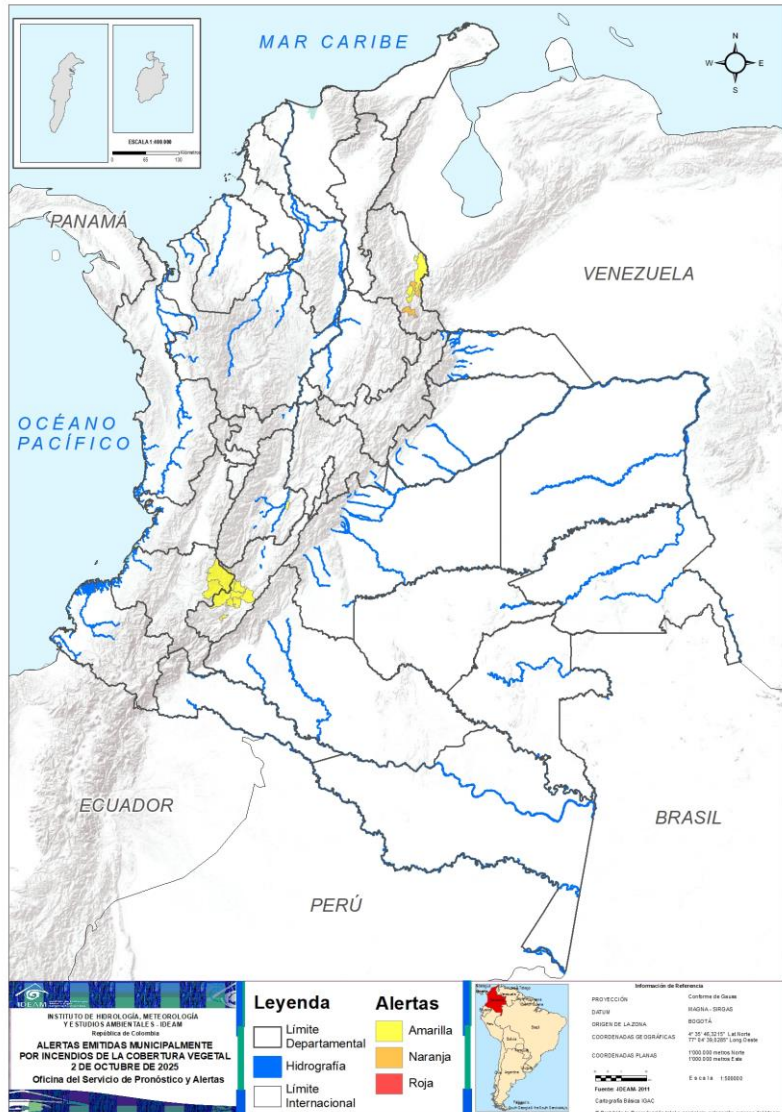 MAR CARIBE
N
W
E
S
ESCALA 1:400.000
PANAMÁ
VENEZUELA
OCÉANO
PACÍFICO
ECUADOR
BRASIL
PERÚ
IDEAM
INSTITUTO DE HIDROLOGÍA, METEOROLOGÍA
Y ESTUDIOS AMBIENTALES - IDEAM
República de Colombia
ALERTAS EMITIDAS MUNICIPALMENTE
POR INCENDIOS DE LA COBERTURA VEGETAL
2 DE OCTUBRE DE 2025
Oficina del Servicio de Pronóstico y Alertas
Leyenda
Límite
Departamental
Hidrografía
Límite
Internacional
Alertas
Amarilla
Naranja
Roja
Información de Referencia
PROYECCIÓN Conforme de Gauss
DATUM MAGNA - SIRGAS
ORIGEN DE LA ZONA BOGOTÁ
COORDENADAS GEOGRÁFICAS
COORDENADAS PLANAS
Fuente: IDEAM 2011
Cartografía Básica IGAC